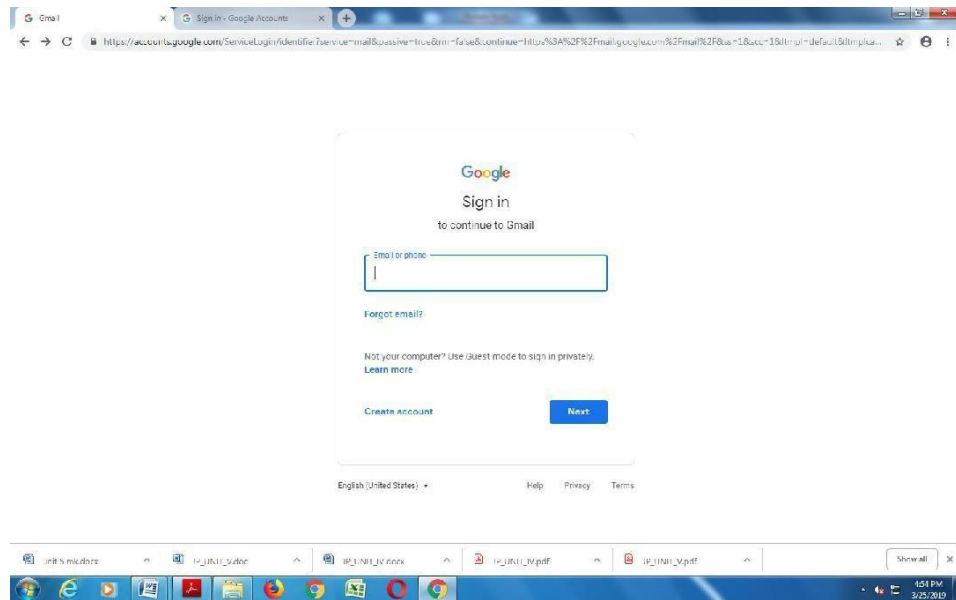 Gmail
Sign in - Google Accounts
Google
Sign in
to continue to Gmail
Email or phone
Forgot email?
Not your computer? Use Guest mode to sign in privately.
Learn more
Create account
Next
English (United States)
Help Privacy Terms
IP_UNIT_V.doc
IP_UNIT_IV.docx
IP_UNIT_IV.pdf
IP_UNIT_V.pdf
Show all
4:54 PM
3/25/2019